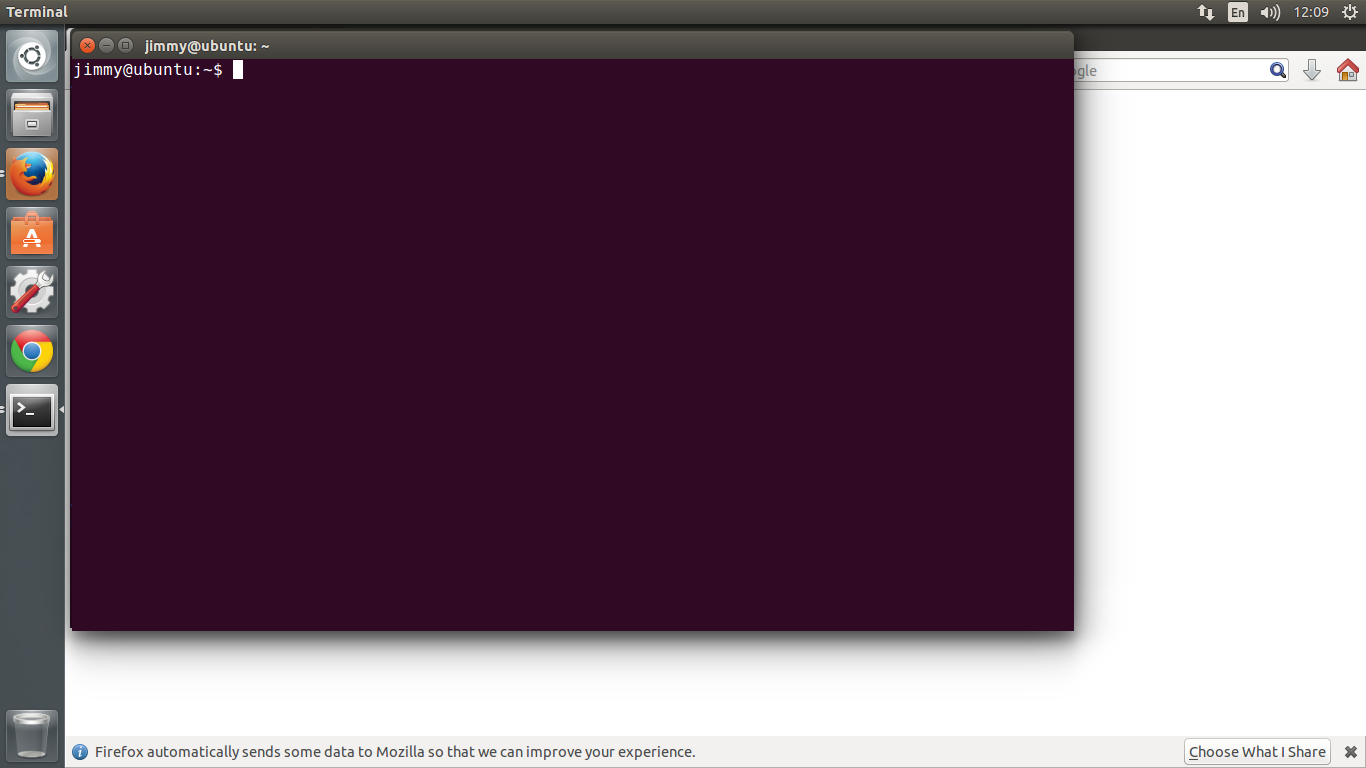 Terminal
En
12:09
jimmy@ubuntu: ~
jimmy@ubuntu:~$
ogle
Firefox automatically sends some data to Mozilla so that we can improve your experience.
Choose What I Share